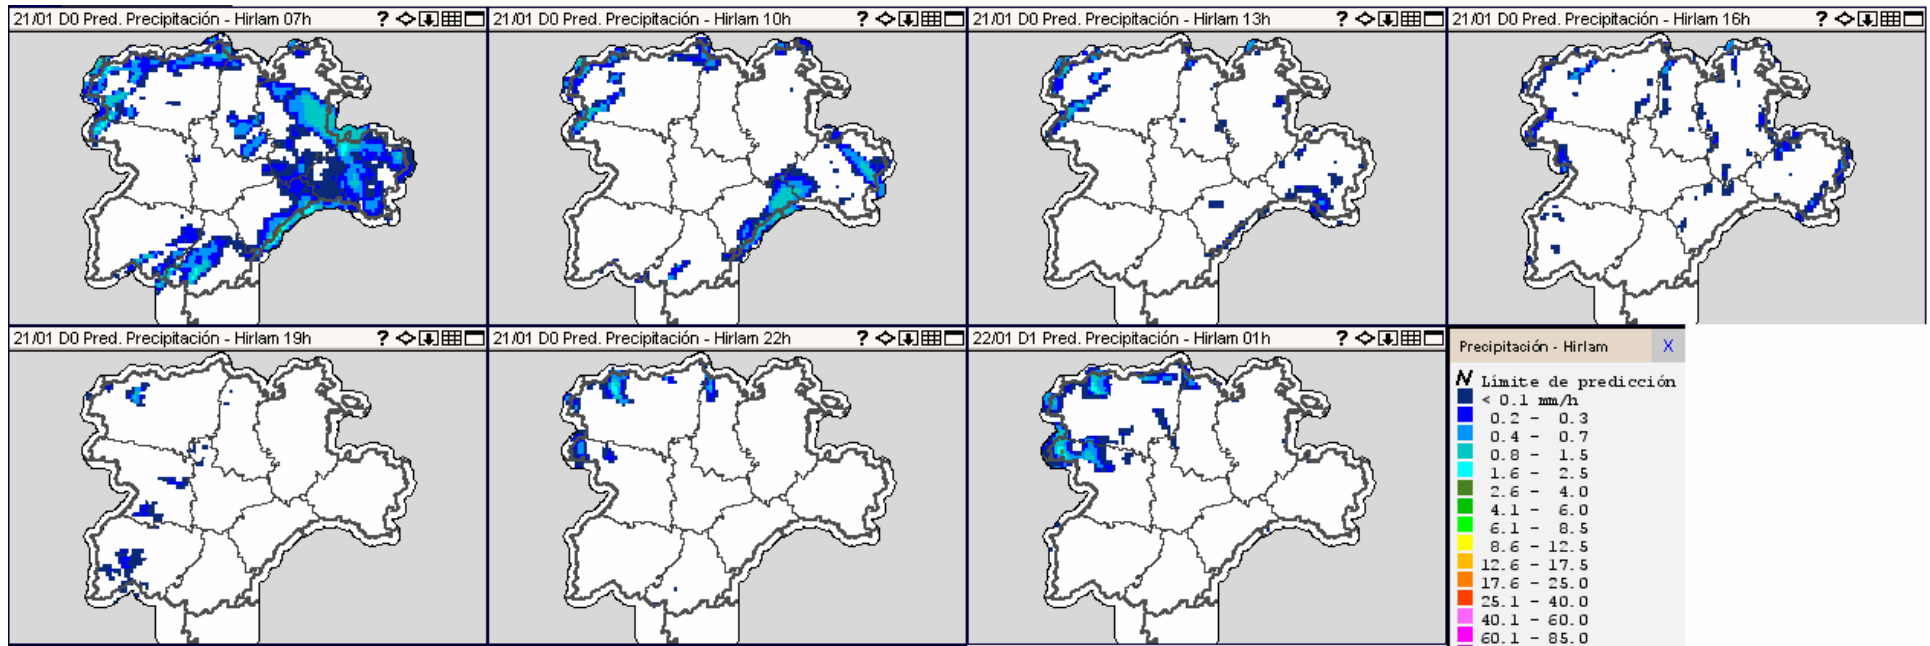 21/01 D0 Pred. Precipitación - Hirlam 07h ?
21/01 D0 Pred. Precipitación - Hirlam 10h ?
21/01 D0 Pred. Precipitación - Hirlam 13h ?
21/01 D0 Pred. Precipitación - Hirlam 16h ?
21/01 D0 Pred. Precipitación - Hirlam 19h ?
21/01 D0 Pred. Precipitación - Hirlam 22h ?
22/01 D1 Pred. Precipitación - Hirlam 01h ?
Precipitación - Hirlam X
N Límite de predicción
< 0.1 mm/h
0.2 - 0.3
0.4 - 0.7
0.8 - 1.5
1.6 - 2.5
2.6 - 4.0
4.1 - 6.0
6.1 - 8.5
8.6 - 12.5
12.6 - 17.5
17.6 - 25.0
25.1 - 40.0
40.1 - 60.0
60.1 - 85.0